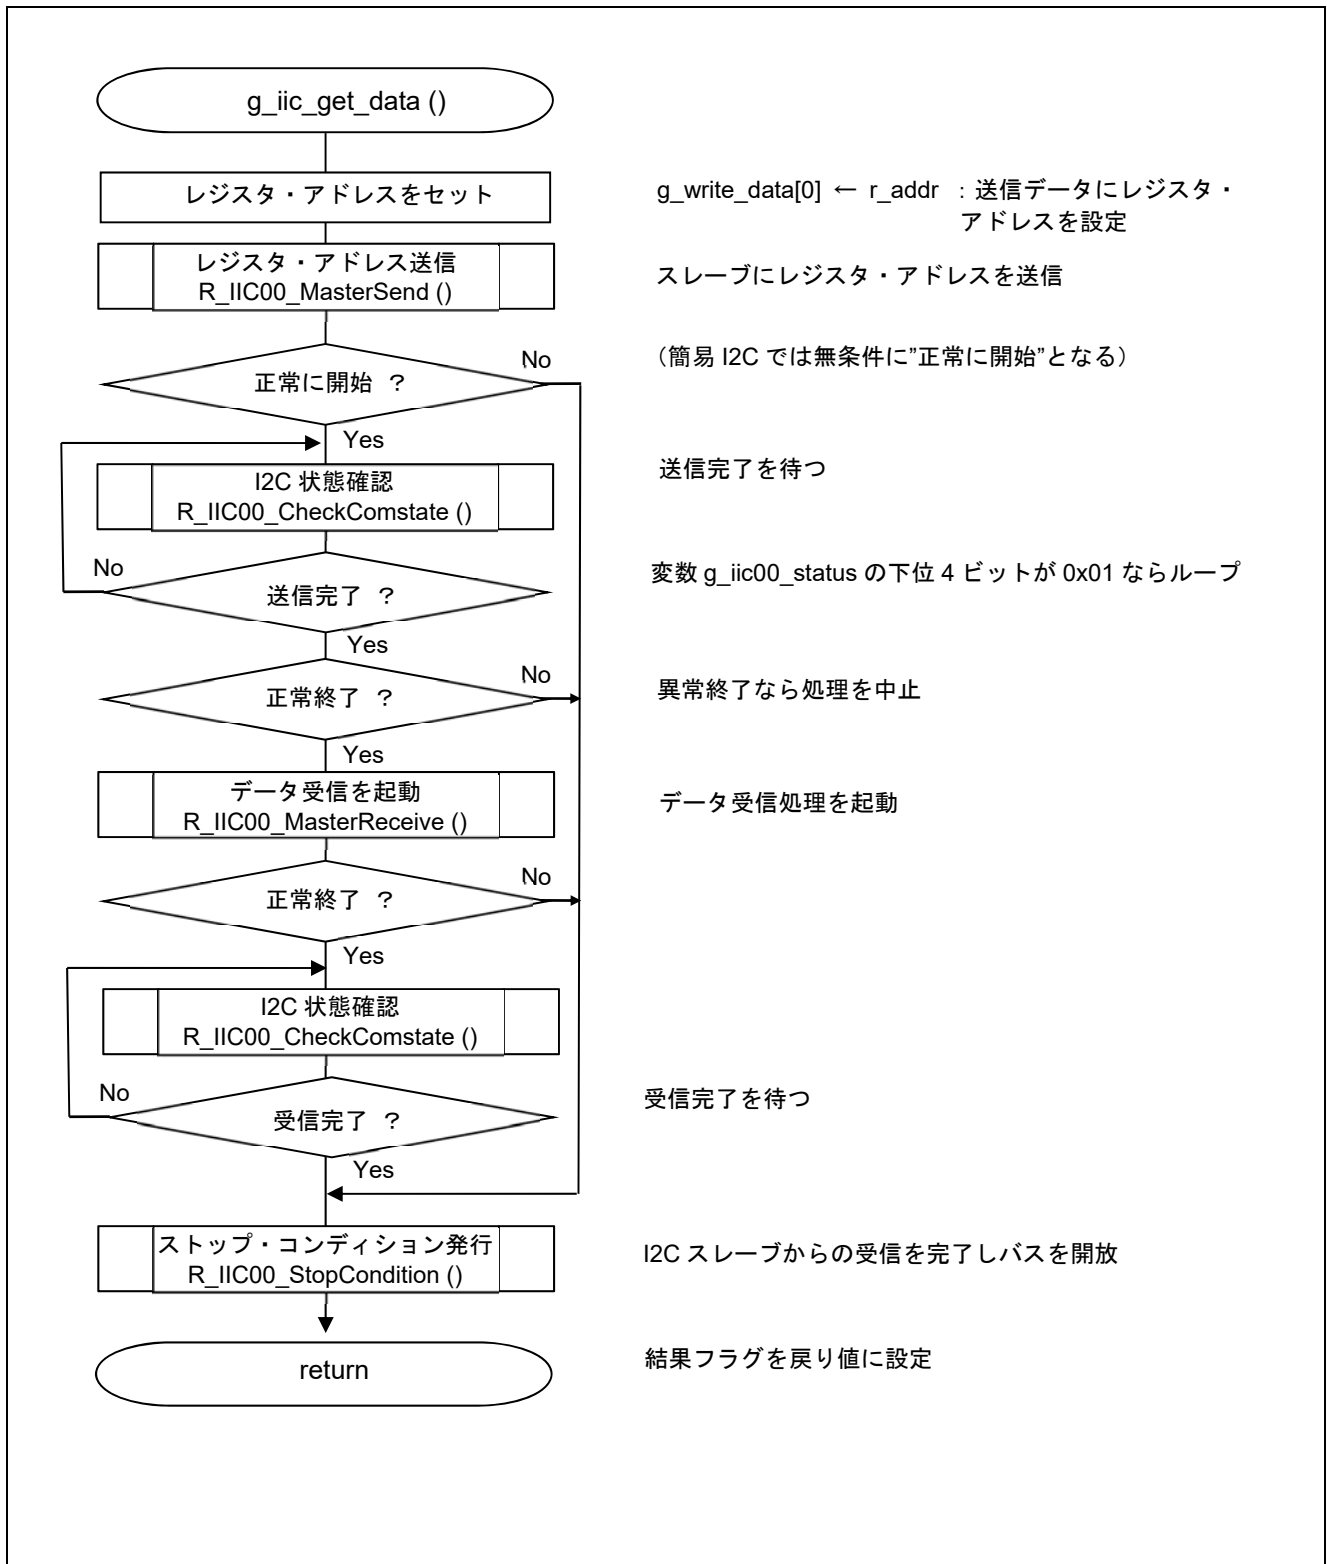 g_iic_get_data ()
レジスタ・アドレスをセット
g_write_data[0] ← r_addr ：送信データにレジスタ・
アドレスを設定
レジスタ・アドレス送信
R_IIC00_MasterSend ()
スレーブにレジスタ・アドレスを送信
正常に開始 ？
No
（簡易 I2C では無条件に”正常に開始”となる）
Yes
I2C 状態確認
R_IIC00_CheckComstate ()
送信完了を待つ
No
送信完了 ？
変数 g_iic00_status の下位 4 ビットが 0x01 ならループ
Yes
正常終了 ？
No
異常終了なら処理を中止
Yes
データ受信を起動
R_IIC00_MasterReceive ()
データ受信処理を起動
正常終了 ？
No
Yes
I2C 状態確認
R_IIC00_CheckComstate ()
No
受信完了 ？
受信完了を待つ
Yes
ストップ・コンディション発行
R_IIC00_StopCondition ()
I2C スレーブからの受信を完了しバスを開放
return
結果フラグを戻り値に設定